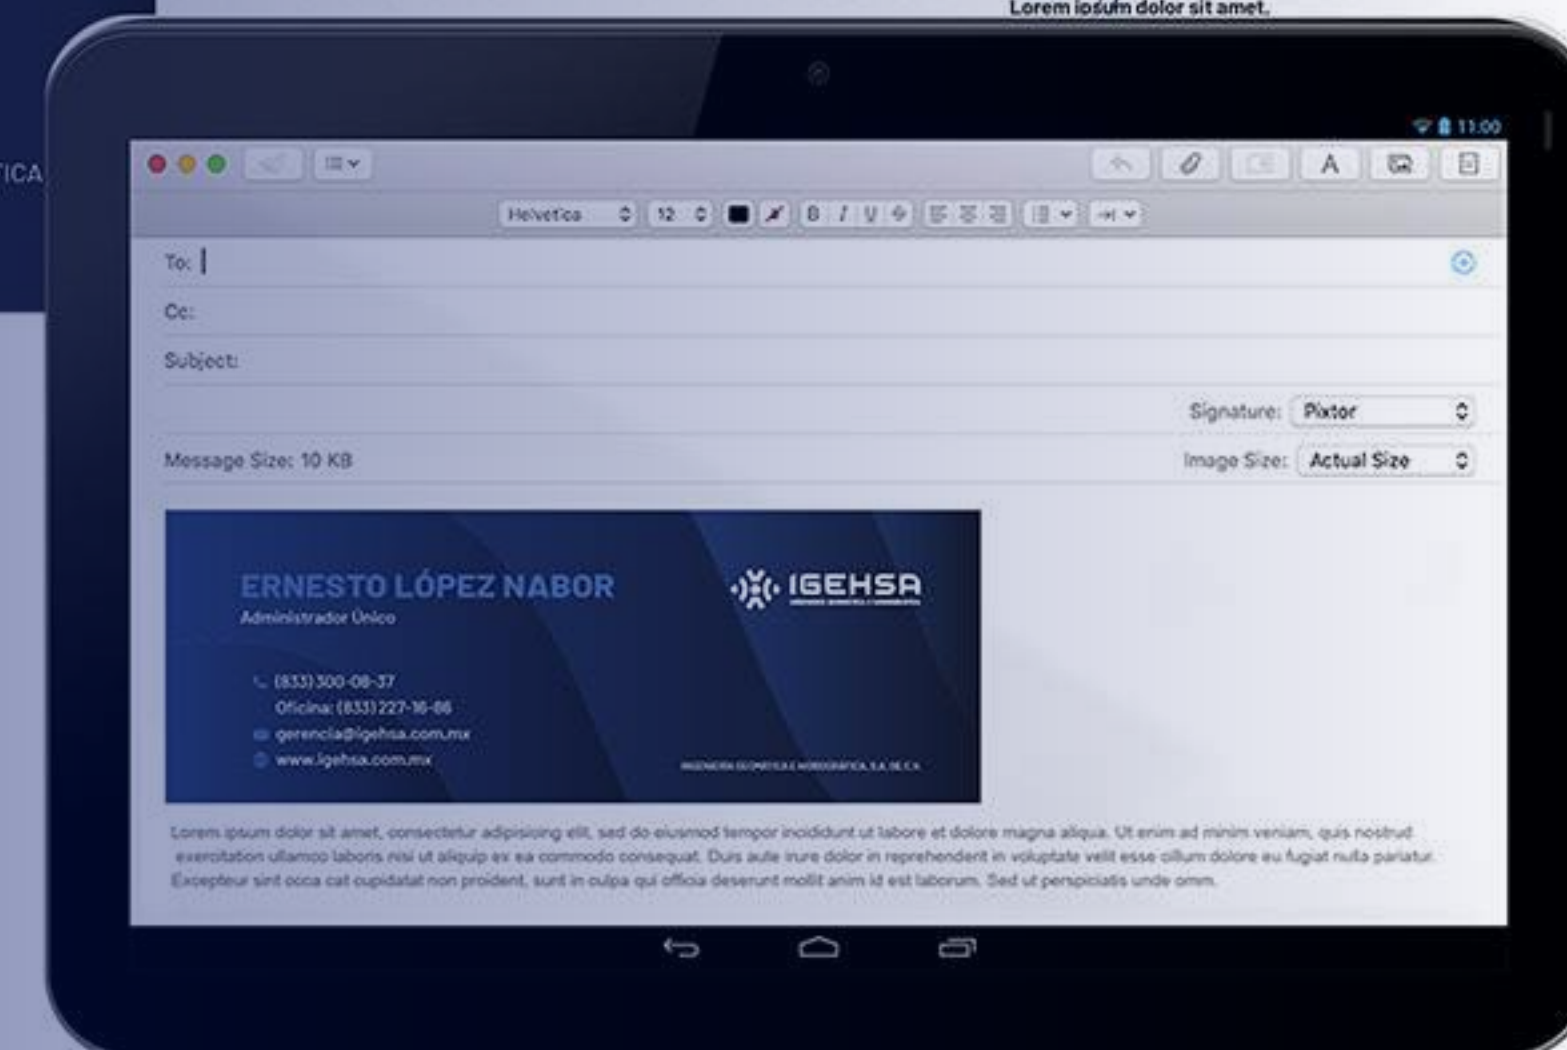 Lorem iosum dolor sit amet,
TICA
11:00
A
Helvetica 12 B I U S
To:
Cc:
Subject:
Signature: Pixtor
Message Size: 10 KB Image Size: Actual Size
ERNESTO LÓPEZ NABOR
Administrador Único
IGEHSA
(833) 300-08-37
Oficina: (833) 227-16-86
gerencia@igehsa.com.mx
www.igehsa.com.mx
Lorem ipsum dolor sit amet, consectetur adipisicing elit, sed do eiusmod tempor incididunt ut labore et dolore magna aliqua. Ut enim ad minim veniam, quis nostrud
exercitation ullamco laboris nisi ut aliquip ex ea commodo consequat. Duis aute irure dolor in reprehenderit in voluptate velit esse cillum dolore eu fugiat nulla pariatur.
Excepteur sint occa cat cupidatat non proident, sunt in culpa qui officia deserunt mollit anim id est laborum. Sed ut perspiciatis unde omm.